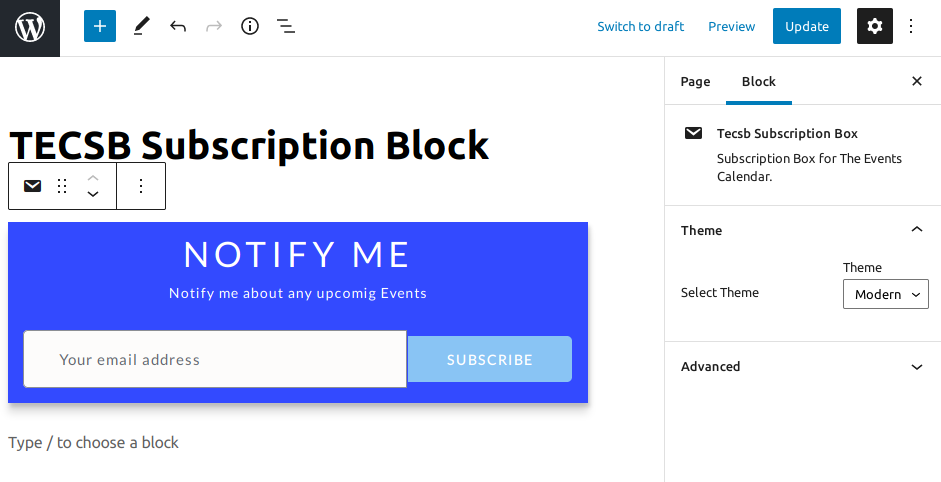 Switch to draft Preview Update
Page Block
TECSB Subscription Block
Tecsb Subscription Box
Subscription Box for The Events
Calendar.
NOTIFY ME
Notify me about any upcomig Events
Your email address SUBSCRIBE
Type / to choose a block
Theme
Theme
Select Theme Modern
Advanced